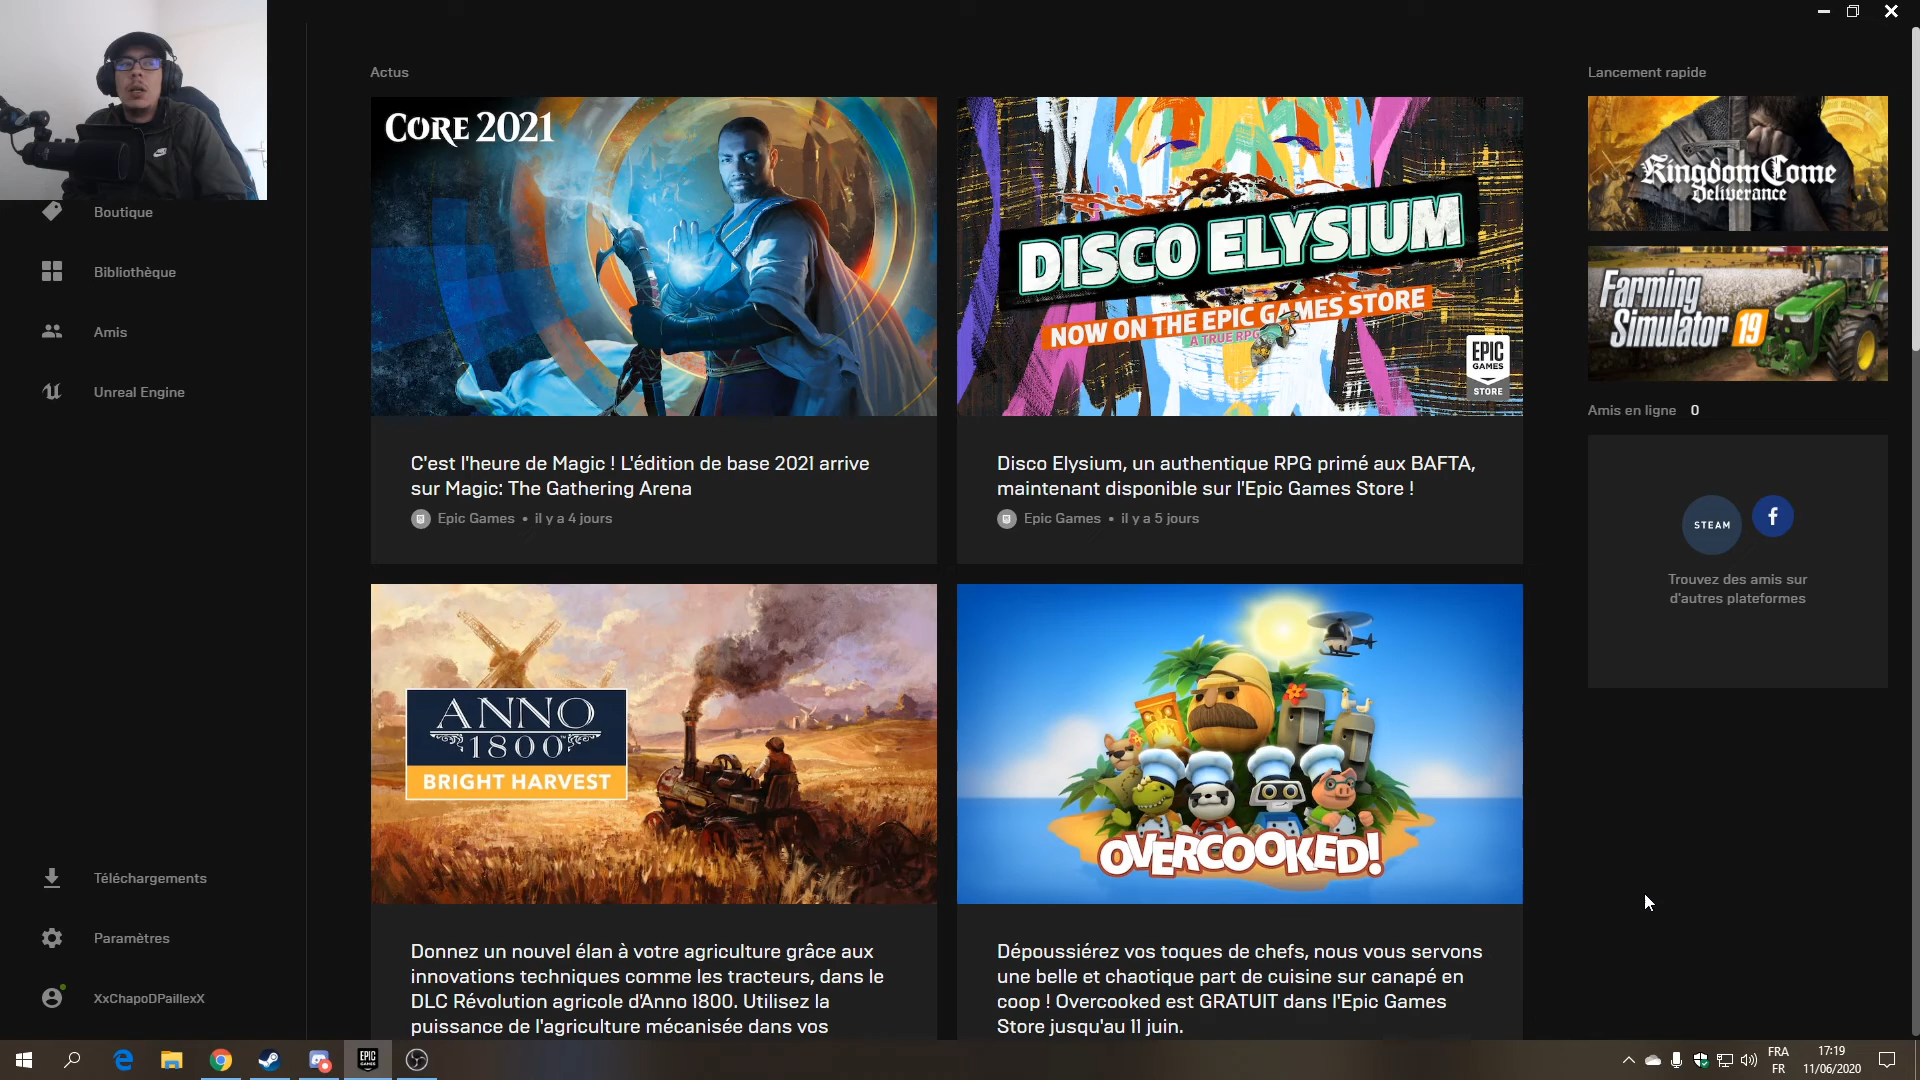 Boutique
Bibliothèque
Amis
Unreal Engine
Téléchargements
Paramètres
XxChapoDPaillexX
Actus
CORE 2021
C'est l'heure de Magic ! L'édition de base 2021 arrive
sur Magic: The Gathering Arena
Epic Games • il y a 4 jours
DISCO ELYSIUM
NOW ON THE EPIC GAMES STORE
A TRUE RPG
EPIC
GAMES
STORE
Disco Elysium, un authentique RPG primé aux BAFTA,
maintenant disponible sur l'Epic Games Store !
Epic Games • il y a 5 jours
ANNO
1800
BRIGHT HARVEST
Donnez un nouvel élan à votre agriculture grâce aux
innovations techniques comme les tracteurs, dans le
DLC Révolution agricole d'Anno 1800. Utilisez la
puissance de l'agriculture mécanisée dans vos
OVERCOOKED!
Dépoussiérez vos toques de chefs, nous vous servons
une belle et chaotique part de cuisine sur canapé en
coop ! Overcooked est GRATUIT dans l'Epic Games
Store jusqu'au 11 juin.
Lancement rapide
Kingdom Come
Deliverance
Farming
Simulator 19
Amis en ligne 0
STEAM
f
Trouvez des amis sur
d'autres plateformes
EPIC
GAMES
FRA
FR
17:19
11/06/2020